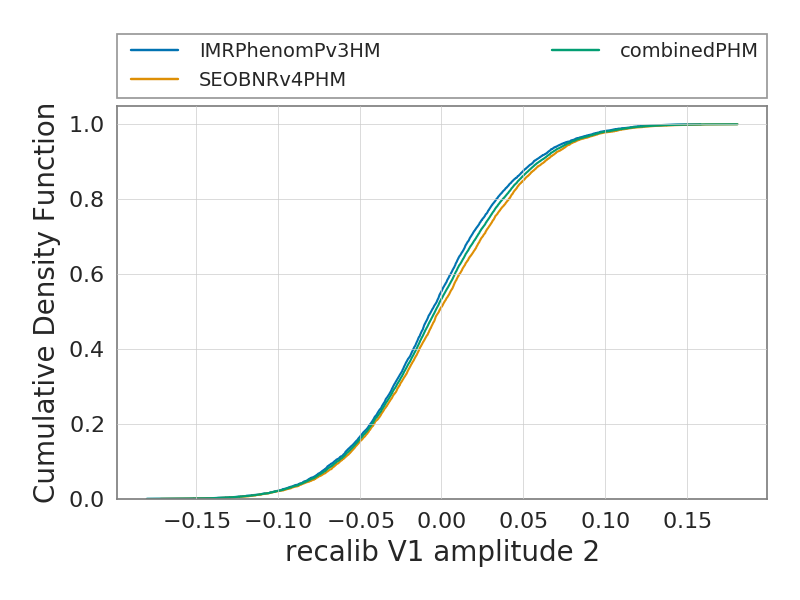 IMRPhenomPv3HM
SEOBNRv4PHM
combinedPHM
Cumulative Density Function
1.0
0.8
0.6
0.4
0.2
0.0
−0.15 −0.10 −0.05 0.00 0.05 0.10 0.15
recalib V1 amplitude 2